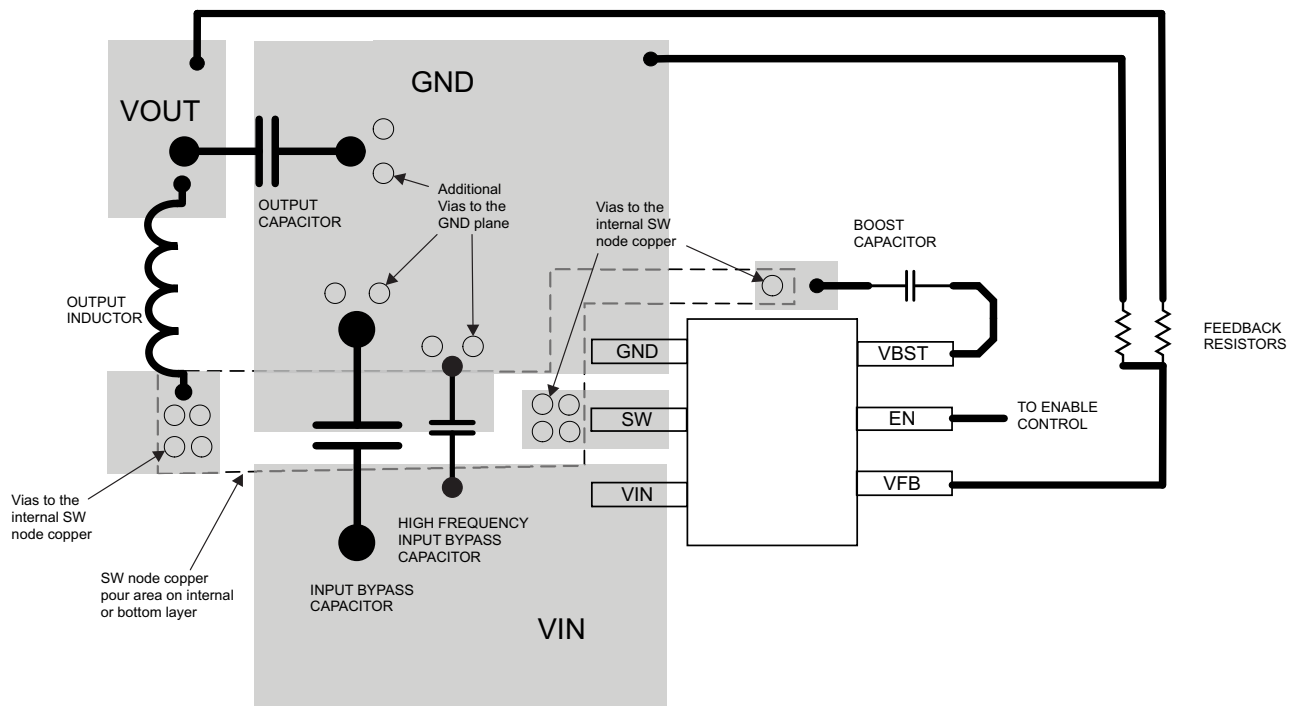 GND
VOUT
OUTPUT
CAPACITOR
Additional
Vias to the
GND plane
Vias to the
internal SW
node copper
BOOST
CAPACITOR
OUTPUT
INDUCTOR
FEEDBACK
RESISTORS
GND
VBST
SW
EN
TO ENABLE
CONTROL
VIN
VFB
Vias to the
internal SW
node copper
HIGH FREQUENCY
INPUT BYPASS
CAPACITOR
SW node copper
pour area on internal
or bottom layer
INPUT BYPASS
CAPACITOR
VIN